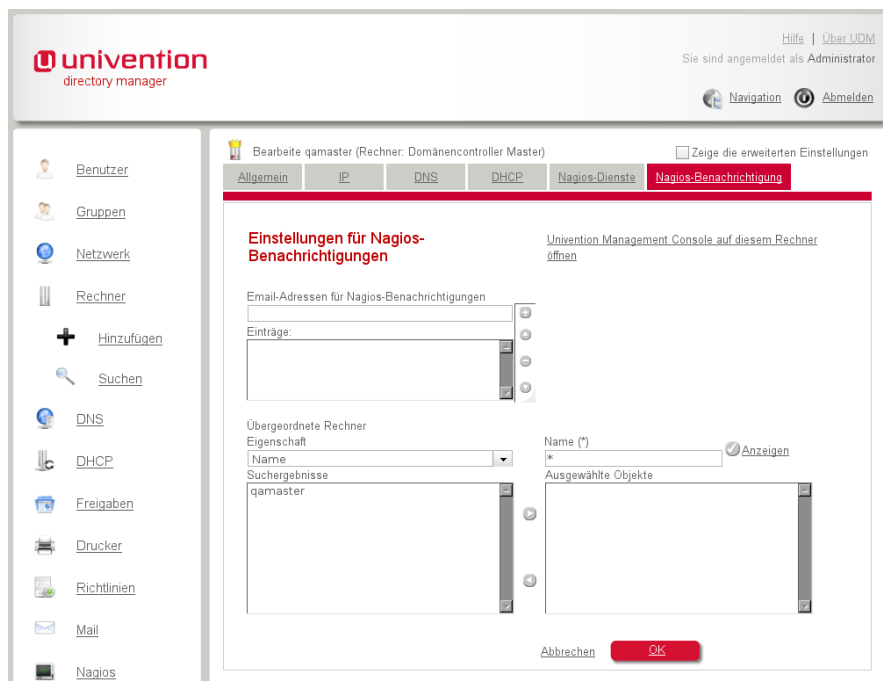 Hilfe | Über UDM
univention
directory manager
Sie sind angemeldet als Administrator
Navigation Abmelden
Benutzer
Gruppen
Netzwerk
Rechner
Hinzufügen
Suchen
DNS
DHCP
Freigaben
Drucker
Richtlinien
Mail
Nagios
Bearbeite qamaster (Rechner: Domänencontroller Master)
Zeige die erweiterten Einstellungen
Allgemein IP DNS DHCP Nagios-Dienste Nagios-Benachrichtigung
Einstellungen für Nagios-
Benachrichtigungen
Univention Management Console auf diesem Rechner
öffnen
Email-Adressen für Nagios-Benachrichtigungen
Einträge:
Übergeordnete Rechner
Eigenschaft
Name
Name (*)
*
Anzeigen
Suchergebnisse
qamaster
Ausgewählte Objekte
Abbrechen OK